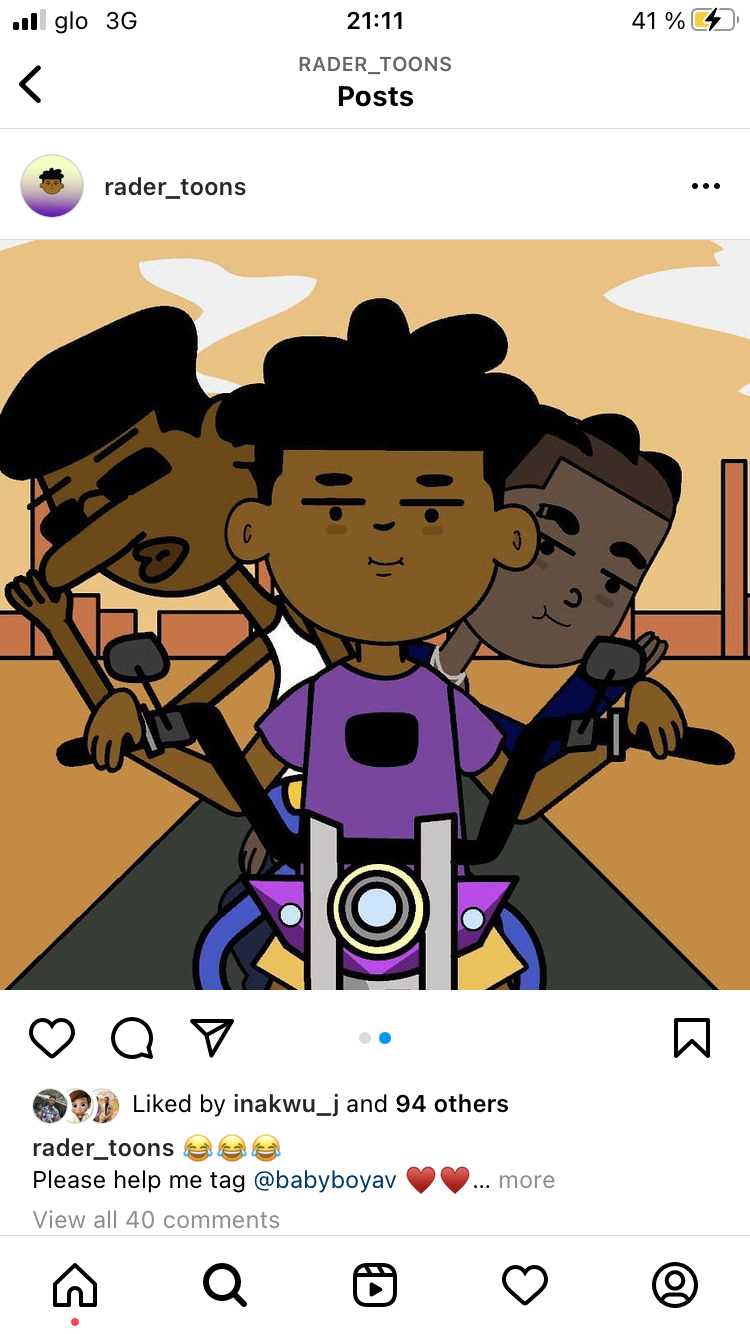 glo 3G 21:11 41 %
RADER_TOONS
Posts
rader_toons
Liked by inakwu_j and 94 others
rader_toons 😂😂😂
Please help me tag @babyboyav ♥️♥️... more
View all 40 comments